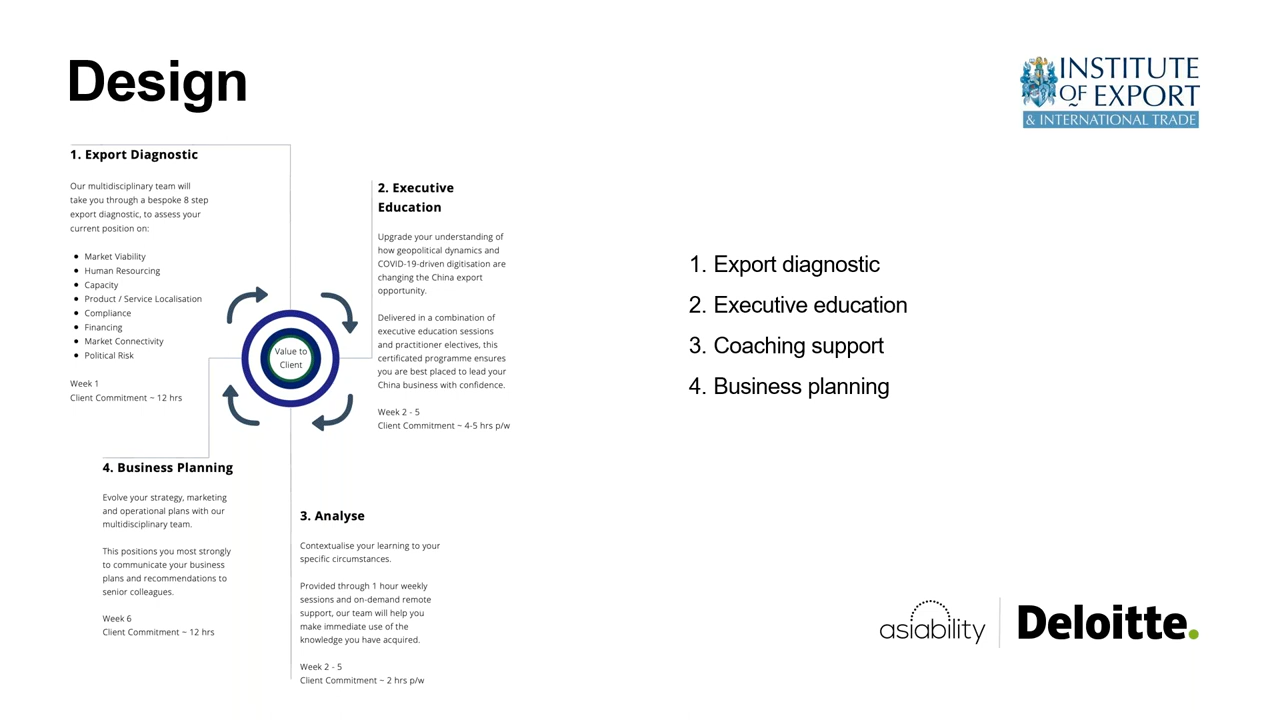 Design
INSTITUTE
OF EXPORT
& INTERNATIONAL TRADE
1. Export Diagnostic
Our multidisciplinary team will
take you through a bespoke 8 step
export diagnostic, to assess your
current position on:
• Market Viability
• Human Resourcing
• Capacity
• Product / Service Localisation
• Compliance
• Financing
• Market Connectivity
• Political Risk
Week 1
Client Commitment ~ 12 hrs
2. Executive
Education
Upgrade your understanding of
how geopolitical dynamics and
COVID-19-driven digitisation are
changing the China export
opportunity.
Delivered in a combination of
executive education sessions
and practitioner electives, this
certificated programme ensures
you are best placed to lead your
China business with confidence.
Week 2 - 5
Client Commitment ~ 4-5 hrs p/w
Value to
Client
4. Business Planning
Evolve your strategy, marketing
and operational plans with our
multidisciplinary team.
This positions you most strongly
to communicate your business
plans and recommendations to
senior colleagues.
Week 6
Client Commitment ~ 12 hrs
3. Analyse
Contextualise your learning to your
specific circumstances.
Provided through 1 hour weekly
sessions and on-demand remote
support, our team will help you
make immediate use of the
knowledge you have acquired.
Week 2 - 5
Client Commitment ~ 2 hrs p/w
1. Export diagnostic
2. Executive education
3. Coaching support
4. Business planning
asiability
Deloitte.